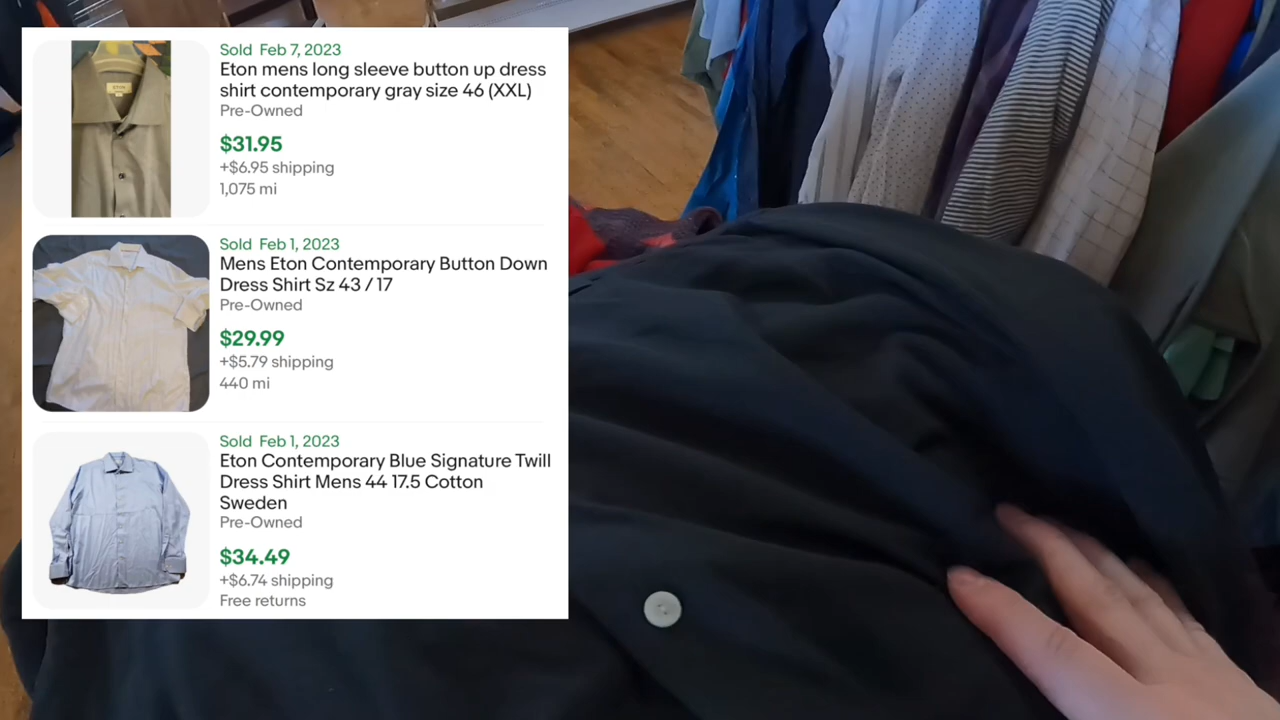 Sold Feb 7, 2023
Eton mens long sleeve button up dress
shirt contemporary gray size 46 (XXL)
Pre-Owned
$31.95
+$6.95 shipping
1,075 mi
Sold Feb 1, 2023
Mens Eton Contemporary Button Down
Dress Shirt Sz 43 / 17
Pre-Owned
$29.99
+$5.79 shipping
440 mi
Sold Feb 1, 2023
Eton Contemporary Blue Signature Twill
Dress Shirt Mens 44 17.5 Cotton
Sweden
Pre-Owned
$34.49
+$6.74 shipping
Free returns
ETON